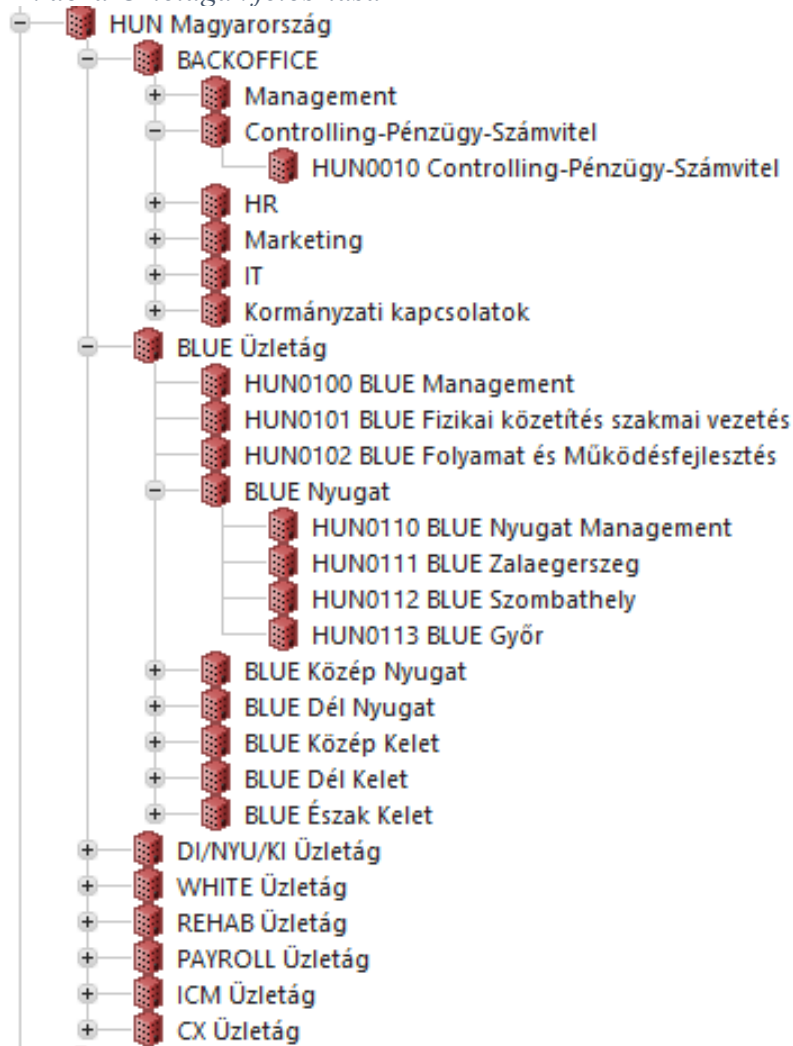 HUN Magyarország
BACKOFFICE
Management
Controlling-Pénzügy-Számvitel
HUN0010 Controlling-Pénzügy-Számvitel
HR
Marketing
IT
Kormányzati kapcsolatok
BLUE Üzletág
HUN0100 BLUE Management
HUN0101 BLUE Fizikai közetítés szakmai vezetés
HUN0102 BLUE Folyamat és Működésfejlesztés
BLUE Nyugat
HUN0110 BLUE Nyugat Management
HUN0111 BLUE Zalaegerszeg
HUN0112 BLUE Szombathely
HUN0113 BLUE Győr
BLUE Közép Nyugat
BLUE Dél Nyugat
BLUE Közép Kelet
BLUE Dél Kelet
BLUE Észak Kelet
DI/NYU/KI Üzletág
WHITE Üzletág
REHAB Üzletág
PAYROLL Üzletág
ICM Üzletág
CX Üzletág